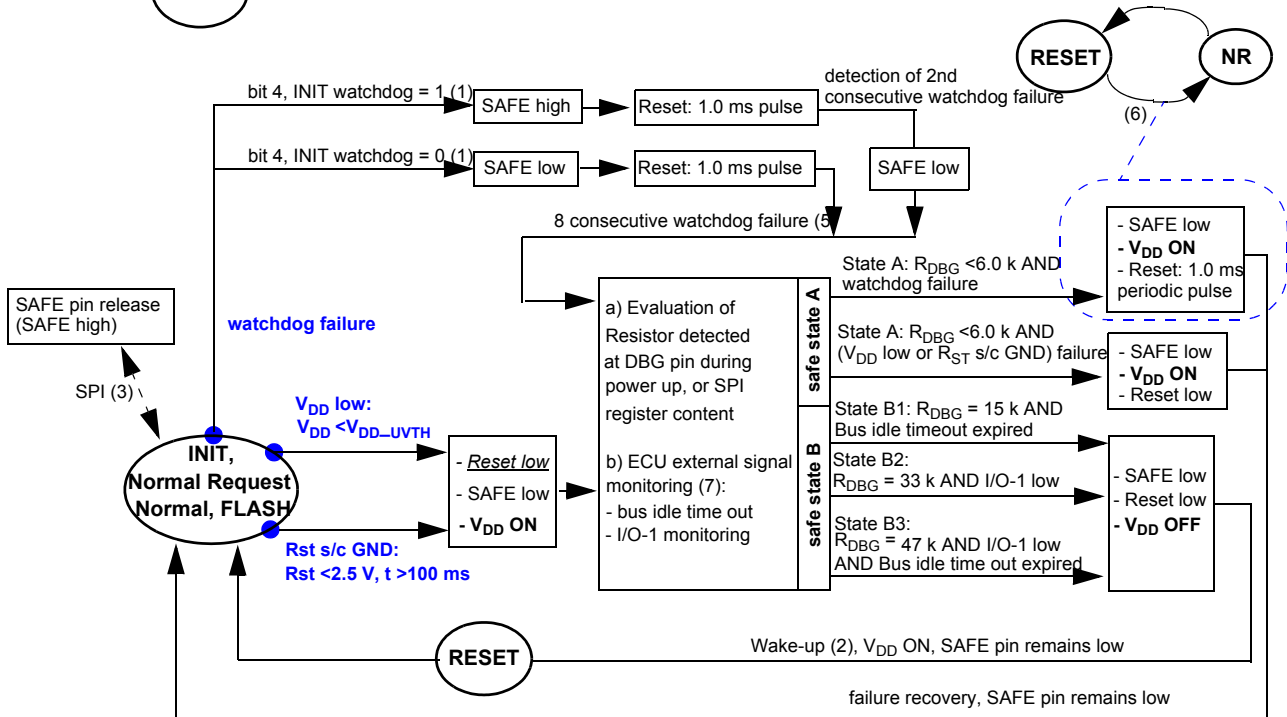 RESET
NR
(6)
bit 4, INIT watchdog = 1 (1)
SAFE high
Reset: 1.0 ms pulse
detection of 2nd
consecutive watchdog failure
bit 4, INIT watchdog = 0 (1)
SAFE low
Reset: 1.0 ms pulse
SAFE low
8 consecutive watchdog failure (5
- SAFE low
- VDD ON
- Reset: 1.0 ms
periodic pulse
State A: RDBG <6.0 k AND
watchdog failure
SAFE pin release
(SAFE high)
SPI (3)
watchdog failure
a) Evaluation of
Resistor detected
at DBG pin during
power up, or SPI
register content
b) ECU external signal
monitoring (7):
- bus idle time out
- I/O-1 monitoring
safe state A
safe state B
State A: RDBG <6.0 k AND
(VDD low or RST s/c GND) failure
- SAFE low
- VDD ON
- Reset low
VDD low:
VDD <VDD_UVTH
INIT,
Normal Request
Normal, FLASH
- Reset low
- SAFE low
- VDD ON
Rst s/c GND:
Rst <2.5 V, t >100 ms
State B1: RDBG = 15 k AND
Bus idle timeout expired
State B2:
RDBG = 33 k AND I/O-1 low
State B3:
RDBG = 47 k AND I/O-1 low
AND Bus idle time out expired
- SAFE low
- Reset low
- VDD OFF
RESET
Wake-up (2), VDD ON, SAFE pin remains low
failure recovery, SAFE pin remains low